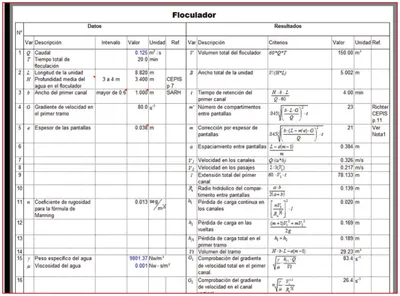 Floculador
N° Datos Resultados
Var Descripción Intervalo Valor Unidad Ref. Var Descripción Criterios Valor Unidad Ref
1 Q Caudal 0.125 m³/s V Volumen total del floculador 60*Q*T 150.00 m³
T Tiempo total de floculación 20.0 min
2 L Longitud de la unidad 8.820 m B Ancho total de la unidad V/(H*L) 5.002 m
H Profundidad media del agua en el floculador 3 a 4 m 3.400 m CEPIS p 7
3 b Ancho del primer canal mayor de 0.6 1.000 m SARH t Tiempo de retención del primer canal 4.00 min
4 G Gradiente de velocidad en el primer tramo 80.0 s⁻¹ Número de compartimentos entre pantallas 23 Richter CEPIS p.11
5 e Espesor de las pantallas 0.030 m m Corrección por espesor de pantallas 21 Ver Nota1
6 a Espaciamiento entre pantallas 0.384 m
7 Velocidad en los canales 0.326 m/s
8 Velocidad en los pasajes 0.217 m/s
9 Extensión total del primer canal 78.133 m
10 Radio hidráulico del compartimento entre pantallas 0.139 m
11 n Coeficiente de rugosidad para la fórmula de Manning 0.013 Pérdida de carga continua en los canales 0.020 m
12 Pérdida de carga en las vueltas 0.169 m
13 Pérdida de carga total en el primer tramo 0.189 m
14 Volumen del tramo 29.23 m³
15 γ Peso específico del agua 9801.37 Nw/m³ Comprobación del gradiente de velocidad total en el primer canal 83.4 s⁻¹
μ Viscosidad del agua 0.001 Nw - s/m²
16 Comprobación del gradiente de velocidad en el canal 26.4 s⁻¹